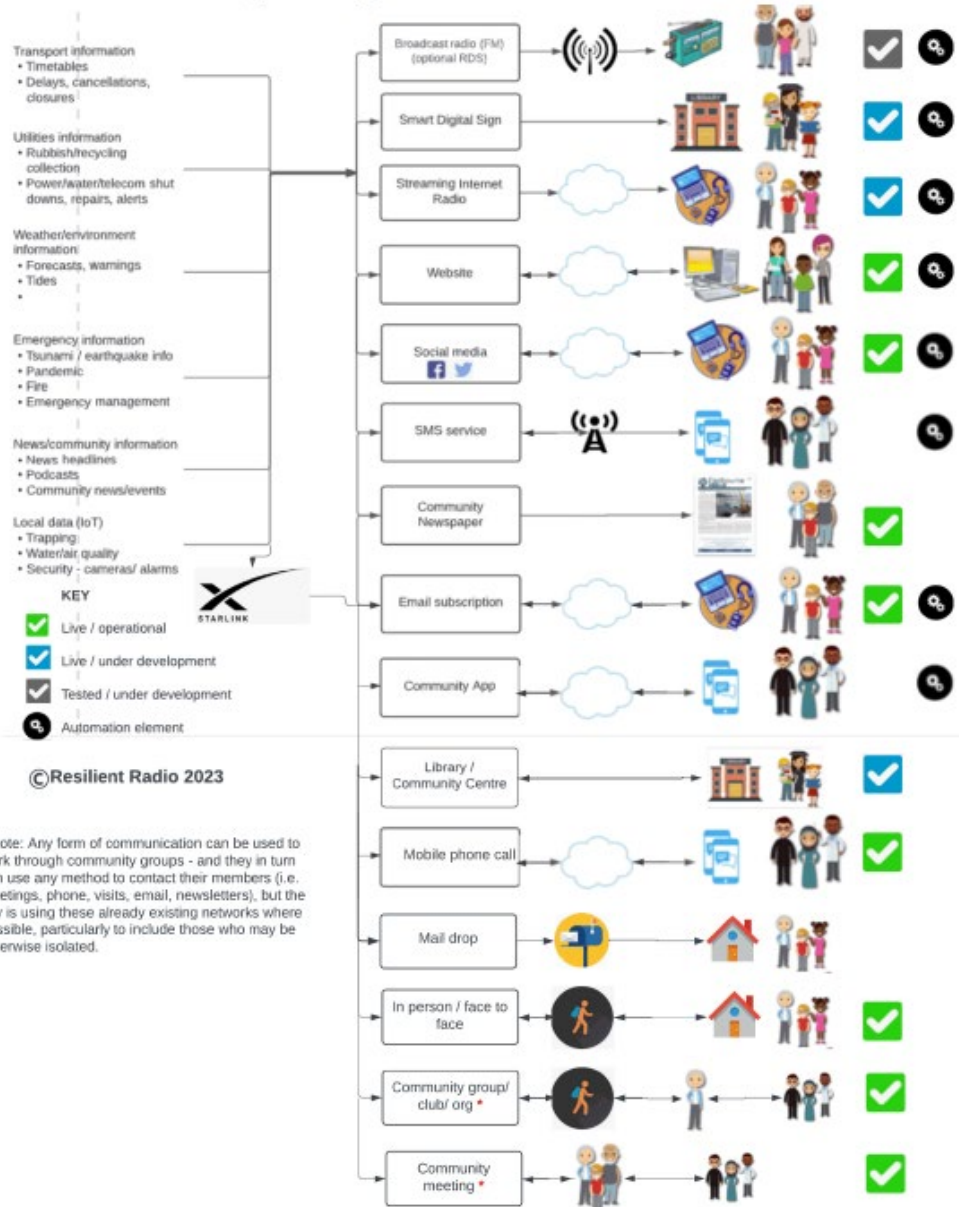 Transport information
• Timetables
• Delays, cancellations,
closures
Utilities information
• Rubbish/recycling
collection
• Power/water/telecom shut
downs, repairs, alerts
Weather/environment
information
• Forecasts, warnings
• Tides
•
Emergency information
• Tsunami / earthquake info
• Pandemic
• Fire
• Emergency management
News/community information
• News headlines
• Podcasts
• Community news/events
Local data (IoT)
• Trapping
• Water/air quality
• Security - cameras/ alarms
STARLINK
KEY
Live / operational
Live / under development
Tested / under development
Automation element
©Resilient Radio 2023
ote: Any form of communication can be used to
rk through community groups - and they in turn
n use any method to contact their members (i.e.
etings, phone, visits, email, newsletters), but the
y is using these already existing networks where
ssible, particularly to include those who may be
erwise isolated.
Broadcast radio (FM)
(optional RDS)
Smart Digital Sign
LIBRARY
Streaming Internet
Radio
Website
Social media
SMS service
Community
Newspaper
Email subscription
Community App
Library /
Community Centre
Mobile phone call
Mail drop
In person / face to
face
Community group/
club/ org *
Community
meeting *